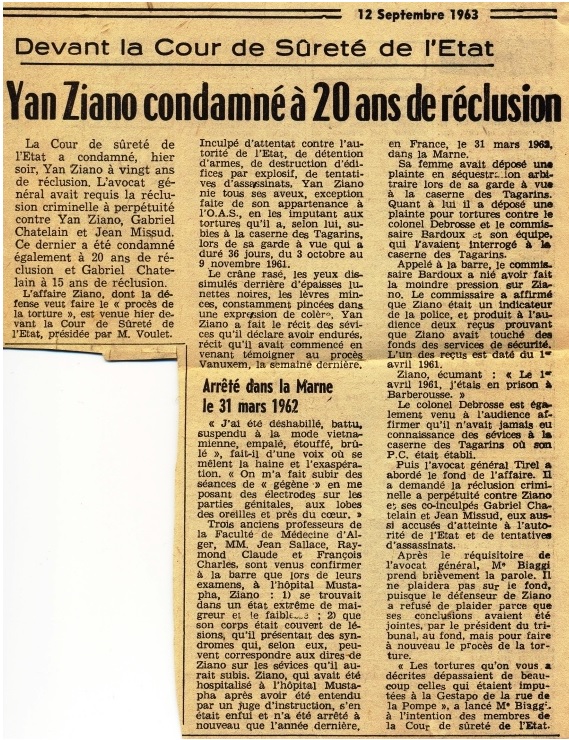 12 Septembre 1963
Devant la Cour de Sûreté de l'Etat
Yan Ziano condamné à 20 ans de réclusion
La Cour de sûreté de
l'Etat a condamné, hier
soir, Yan Ziano à vingt ans
de réclusion. L'avocat gé-
néral avait requis la réclu-
sion criminelle à perpétuité
contre Yan Ziano, Gabriel
Chatelain et Jean Missud.
Ce dernier a été condamné
également à 20 ans de ré-
clusion et Gabriel Chate-
lain à 15 ans de réclusion.
L'affaire Ziano, dont la dé-
fense veut faire le « procès de
la torture », est venue hier de-
vant la Cour de Sûreté de
l'Etat, présidée par M. Voulet.
Inculpé d'attentat contre l'au-
torité de l'Etat, de détention
d'armes, de destruction d'édi-
fices par explosif, de tentati-
ves d'assassinats. Yan Ziano
nie tous ses aveux, exception
faite de son appartenance à
l'O.A.S., en les imputant aux
tortures qu'il a, selon lui, su-
bies à la caserne des Tagarins,
lors de sa garde à vue qui a
duré 36 jours, du 3 octobre au
9 novembre 1961.
Le crâne rasé, les yeux dis-
simulés derrière d'épaisses lu-
nettes noires, les lèvres min-
ces, constamment pincées dans
une expression de colère, Yan
Ziano a fait le récit des sévi-
ces qu'il déclare avoir endurés,
récit qu'il avait commencé en
venant témoigner au procès
Vanuxem, la semaine dernière.
Arrêté dans la Marne
le 31 mars 1962
« J'ai été déshabillé, battu,
suspendu à la mode vietna-
mienne, empalé, étouffé, brû-
lé », fait-il d'une voix où se
mêlent la haine et l'exaspéra-
tion. « On m'a fait subir des
séances de « gégène » en me
posant des électrodes sur les
parties génitales, aux lobes
des oreilles et près du cœur. »
Trois anciens professeurs de
la Faculté de Médecine d'Al-
ger, MM. Jean Sallace, Ray-
mond Claude et François
Charles, sont venus confirmer
à la barre que lors de leurs
examens, à l'hôpital Musta-
pha, Ziano : 1) se trouvait
dans un état extrême de mai-
greur et de ; 2) que
son corps était couvert de lé-
sions, qu'il présentait des syn-
dromes qui, selon eux, peu-
vent correspondre aux dires de
Ziano sur les sévices qu'il au-
rait subis. Ziano, qui avait été
hospitalisé à l'hôpital Musta-
pha après avoir été entendu
par un juge d'instruction, s'en
était enfui et n'a été arrêté à
nouveau que l'année dernière,
en France, le 31 mars 1962,
dans la Marne.
Sa femme avait déposé une
plainte en séquestration arbi-
traire lors de sa garde à vue à
la caserne des Tagarins.
Quant à lui il a déposé une
plainte pour tortures contre le
colonel Debrosse et le commis-
saire Bardoux et son équipe,
qui l'avaient interrogé à la
caserne des Tagarins.
Appelé à la barre, le commis-
saire Bardoux a nié avoir fait
la moindre pression sur Zia-
no. Le commissaire a affirmé
que Ziano était un indicateur
de la police, et produit à l'au-
dience deux reçus prouvant
que Ziano avait touché des
fonds des services de sécurité.
L'un des reçus est daté du 1er
avril 1961.
Ziano, écumant : « Le 1er
avril 1961, j'étais en prison à
Barberousse. »
Le colonel Debrosse est éga-
lement venu à l'audience af-
firmer qu'il n'avait jamais eu
connaissance des sévices à la
caserne des Tagarins où son
P.C. était établi.
Puis l'avocat général Tirel a
abordé le fond de l'affaire. Il
a demandé la réclusion crimi-
nelle a perpétuité contre Ziano
et ses co-inculpés Gabriel Cha-
telain et Jean Missud, eux aus-
si accusés d'atteinte à l'auto-
rité de l'Etat et de tentatives
d'assassinats.
Après le réquisitoire de
l'avocat général, Me Biaggi
prend brièvement la parole. Il
ne plaidera pas sur le fond,
puisque le défenseur de Ziano
a refusé de plaider parce que
ses conclusions avaient été
jointes, par le président du tri-
bunal, au fond, mais pour faire
à nouveau le procès de la tor-
ture.
« Les tortures qu'on vous a
décrites dépassaient de beau-
coup celles qui étaient impu-
tées à la Gestapo de la rue de
la Pompe », a lancé Me Biaggi
à l'intention des membres de
la Cour de sûreté de l'Etat.